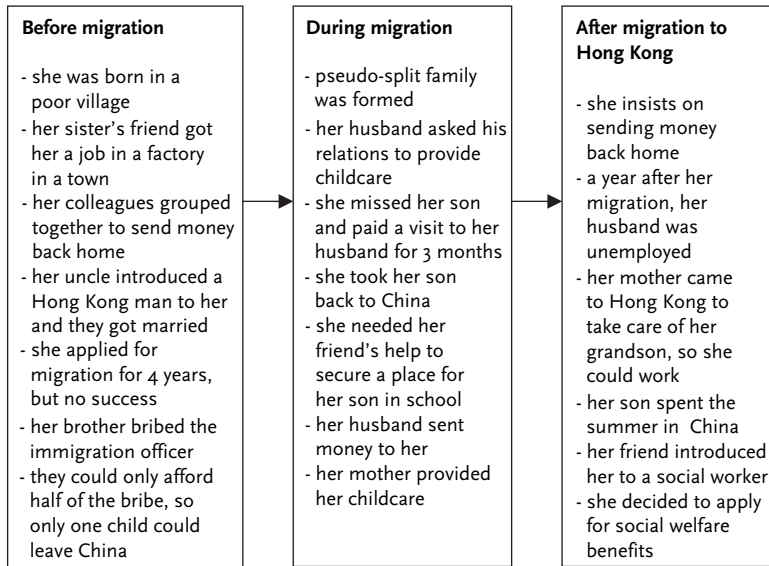 Before migration
- she was born in a
poor village
- her sister’s friend got
her a job in a factory
in a town
- her colleagues grouped
together to send money
back home
- her uncle introduced a
Hong Kong man to her
and they got married
- she applied for
migration for 4 years,
but no success
- her brother bribed the
immigration officer
- they could only afford
half of the bribe, so
only one child could
leave China
During migration
- pseudo-split family
was formed
- her husband asked his
relations to provide
childcare
- she missed her son
and paid a visit to her
husband for 3 months
- she took her son
back to China
- she needed her
friend’s help to
secure a place for
her son in school
- her husband sent
money to her
- her mother provided
her childcare
After migration to
Hong Kong
- she insists on
sending money
back home
- a year after her
migration, her
husband was
unemployed
- her mother came
to Hong Kong to
take care of her
grandson, so she
could work
- her son spent the
summer in China
- her friend introduced
her to a social worker
- she decided to apply
for social welfare
benefits